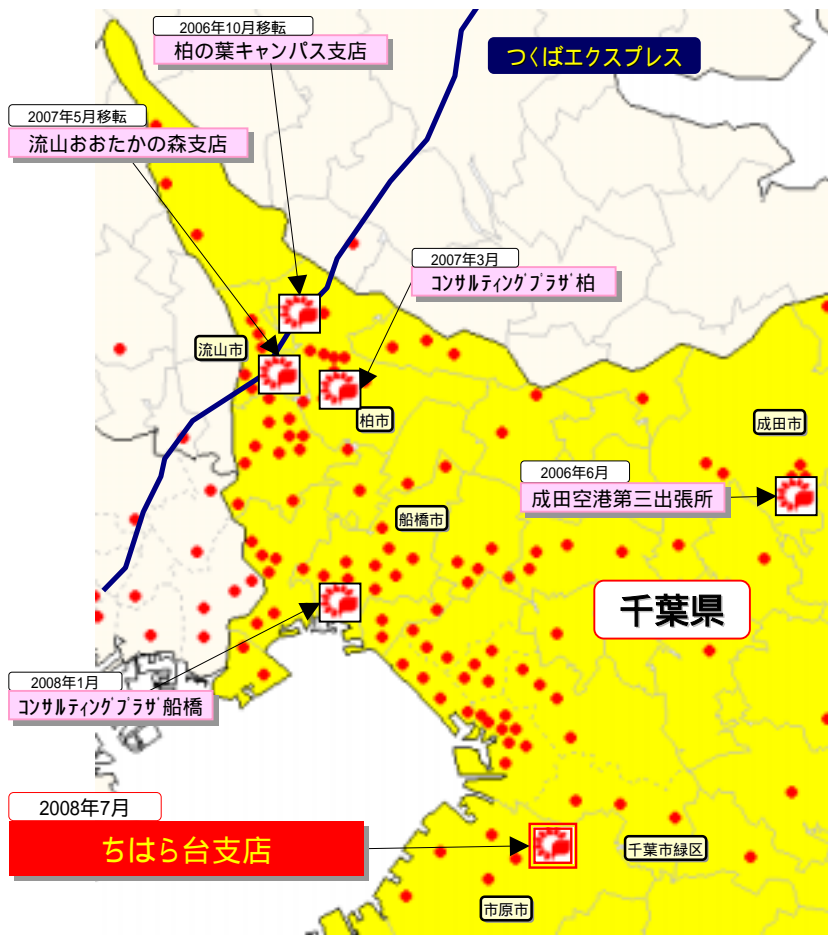 2006年10月移転
柏の葉キャンパス支店
つくばエクスプレス
2007年5月移転
流山おおたかの森支店
2007年3月
コンサルティングプラザ柏
流山市
柏市
成田市
2006年6月
成田空港第三出張所
船橋市
千葉県
2008年1月
コンサルティングプラザ船橋
2008年7月
ちはら台支店
千葉市緑区
市原市